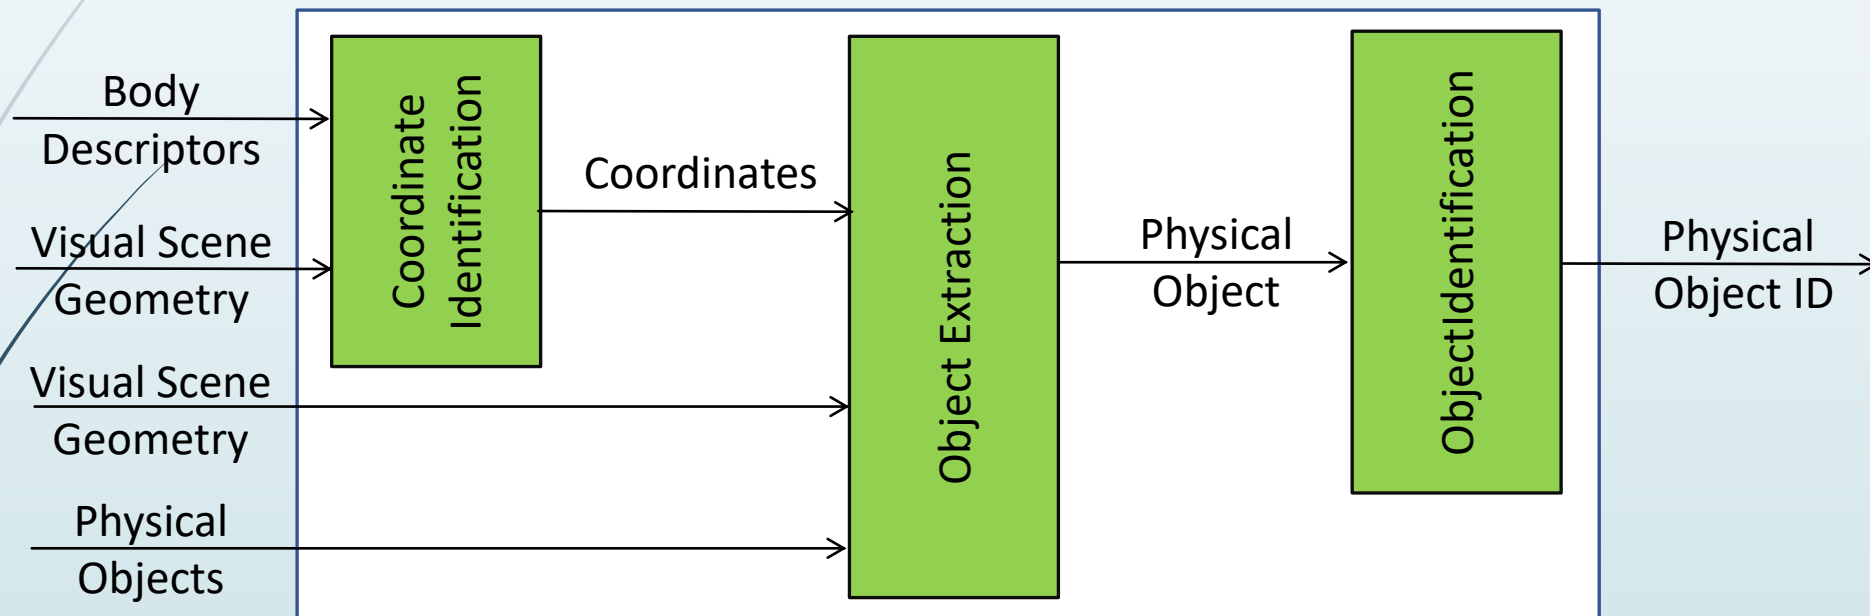 Body
Descriptors
Visual Scene
Geometry
Visual Scene
Geometry
Physical
Objects
Coordinate
Identification
Coordinates
Object Extraction
Physical
Object
ObjectIdentification
Physical
Object ID